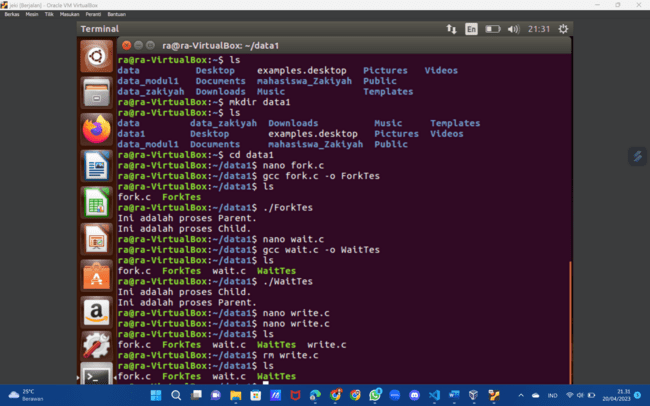 jmi [Berjalan] - Oracle VM VirtualBox
Berkas Mesin Tilik Masukan Peranti Bantuan
Terminal En 21:31
ra@ra-VirtualBox: ~/data1
ra@ra-VirtualBox:~$ ls
data Desktop examples.desktop Pictures Videos
data_modul1 Documents mahasiswa_Zakiyah Public
data_zakiyah Downloads Music Templates
ra@ra-VirtualBox:~$ mkdir data1
ra@ra-VirtualBox:~$ ls
data data_zakiyah Downloads Music Templates
data1 Desktop examples.desktop Pictures Videos
data_modul1 Documents mahasiswa_Zakiyah Public
ra@ra-VirtualBox:~$ cd data1
ra@ra-VirtualBox:~/data1$ nano fork.c
ra@ra-VirtualBox:~/data1$ gcc fork.c -o ForkTes
ra@ra-VirtualBox:~/data1$ ls
fork.c ForkTes
ra@ra-VirtualBox:~/data1$ ./ForkTes
Ini adalah proses Parent.
Ini adalah proses Child.
ra@ra-VirtualBox:~/data1$ nano wait.c
ra@ra-VirtualBox:~/data1$ gcc wait.c -o WaitTes
ra@ra-VirtualBox:~/data1$ ls
fork.c ForkTes wait.c WaitTes
ra@ra-VirtualBox:~/data1$ ./WaitTes
Ini adalah proses Child.
Ini adalah proses Parent.
ra@ra-VirtualBox:~/data1$ nano write.c
ra@ra-VirtualBox:~/data1$ nano write.c
ra@ra-VirtualBox:~/data1$ ls
fork.c ForkTes wait.c WaitTes write.c
ra@ra-VirtualBox:~/data1$ rm write.c
ra@ra-VirtualBox:~/data1$ ls
fork.c ForkTes wait.c WaitTes
25°C
Berawan
IND
21.31
20/04/2023